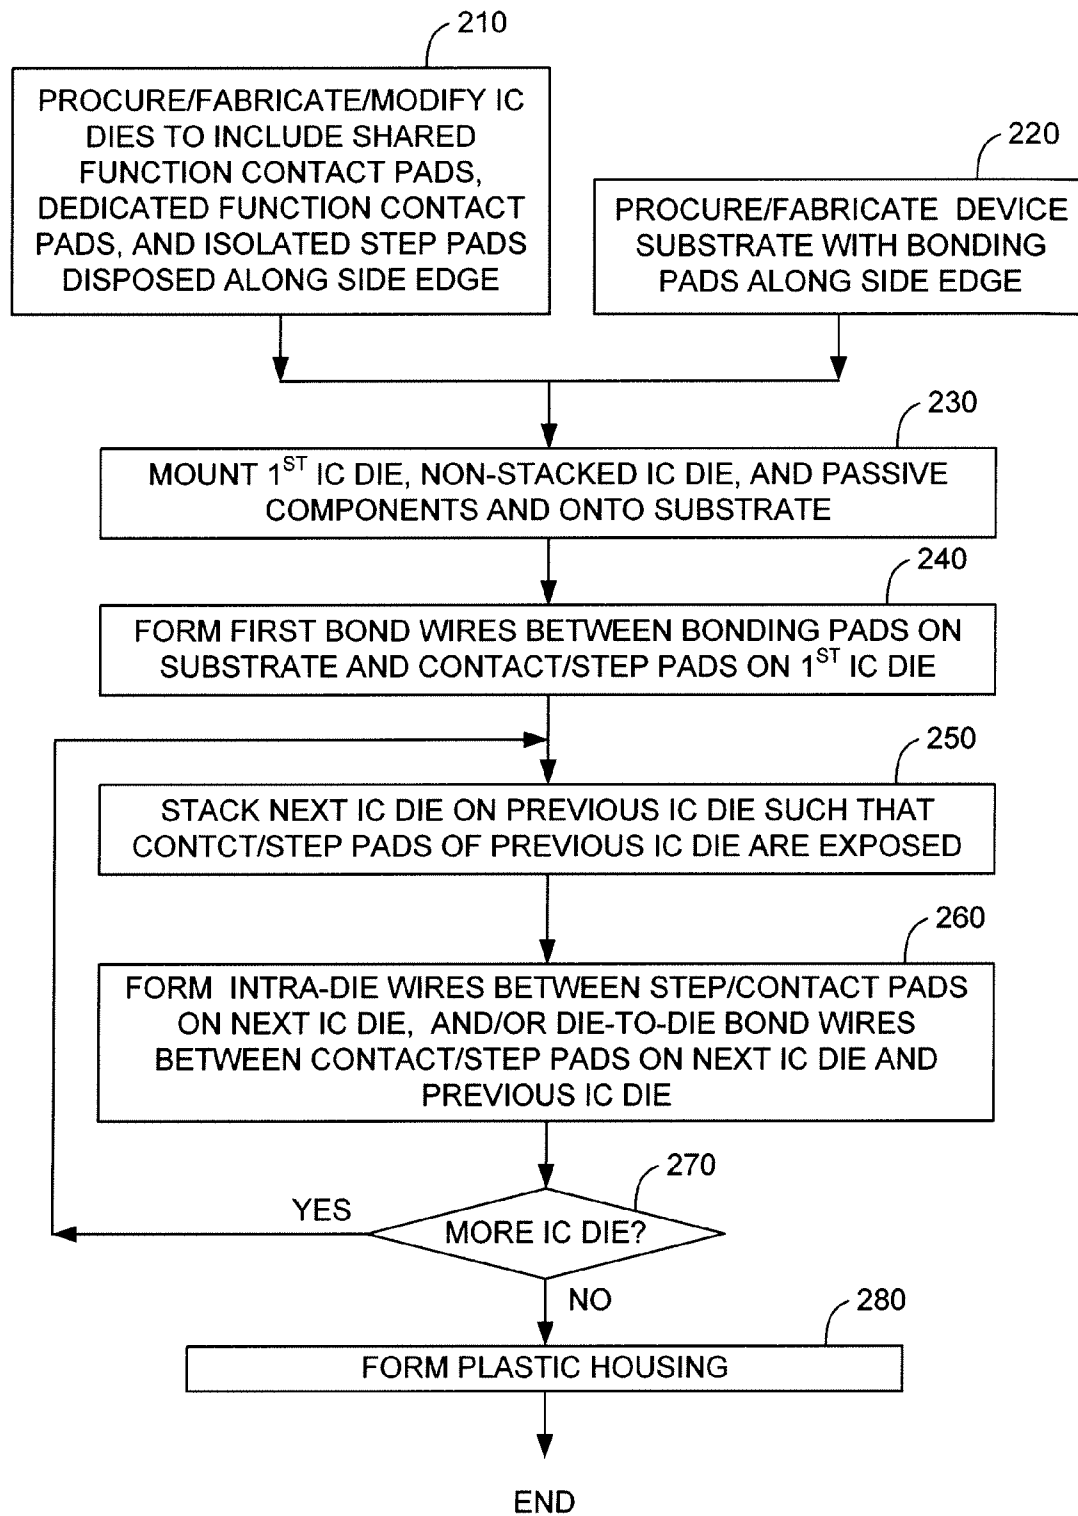 210
PROCURE/FABRICATE/MODIFY IC
DIES TO INCLUDE SHARED
FUNCTION CONTACT PADS,
DEDICATED FUNCTION CONTACT
PADS, AND ISOLATED STEP PADS
DISPOSED ALONG SIDE EDGE
220
PROCURE/FABRICATE DEVICE
SUBSTRATE WITH BONDING
PADS ALONG SIDE EDGE
230
MOUNT 1ST IC DIE, NON-STACKED IC DIE, AND PASSIVE
COMPONENTS AND ONTO SUBSTRATE
240
FORM FIRST BOND WIRES BETWEEN BONDING PADS ON
SUBSTRATE AND CONTACT/STEP PADS ON 1ST IC DIE
250
STACK NEXT IC DIE ON PREVIOUS IC DIE SUCH THAT
CONTCT/STEP PADS OF PREVIOUS IC DIE ARE EXPOSED
260
FORM INTRA-DIE WIRES BETWEEN STEP/CONTACT PADS
ON NEXT IC DIE, AND/OR DIE-TO-DIE BOND WIRES
BETWEEN CONTACT/STEP PADS ON NEXT IC DIE AND
PREVIOUS IC DIE
270
YES
MORE IC DIE?
NO
280
FORM PLASTIC HOUSING
END